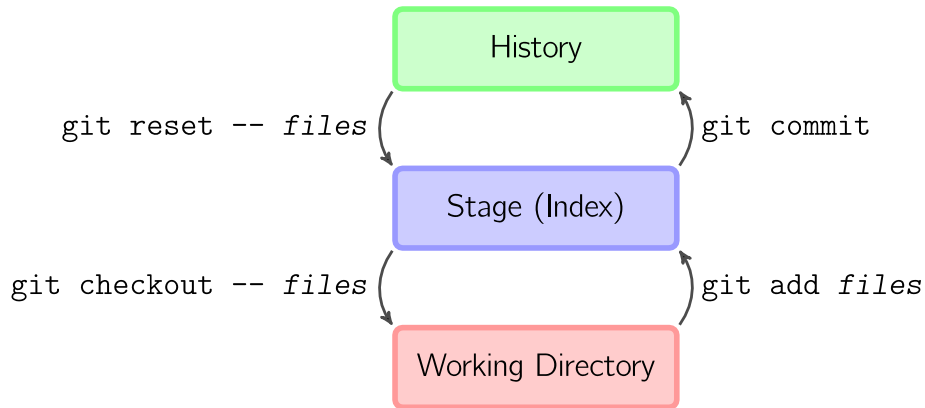 History
git reset -- files
git commit
Stage (Index)
git checkout -- files
git add files
Working Directory